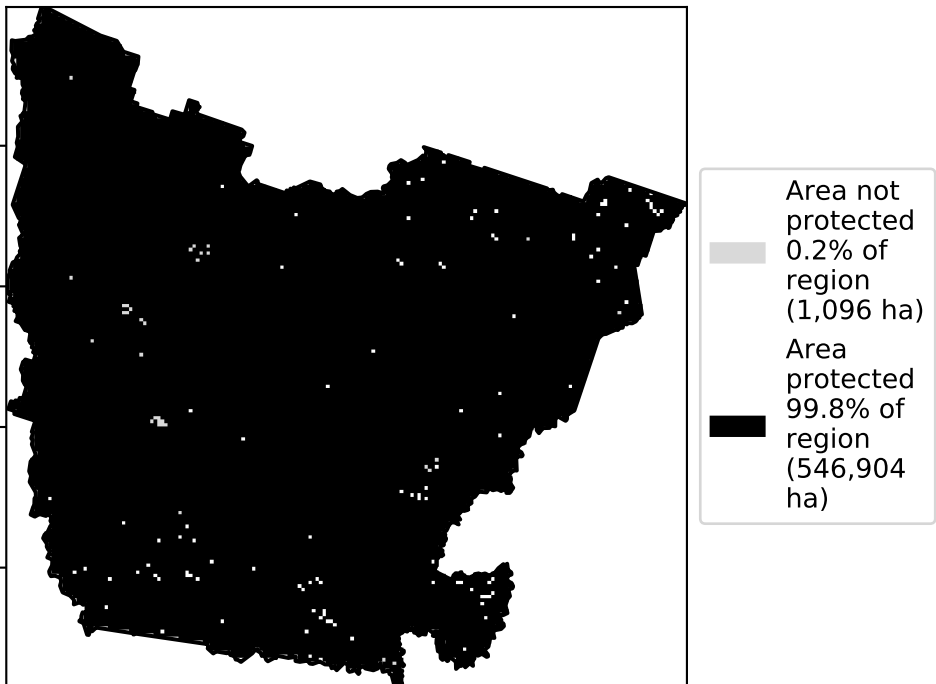 Area not
protected
0.2% of
region
(1,096 ha)
Area
protected
99.8% of
region
(546,904
ha)